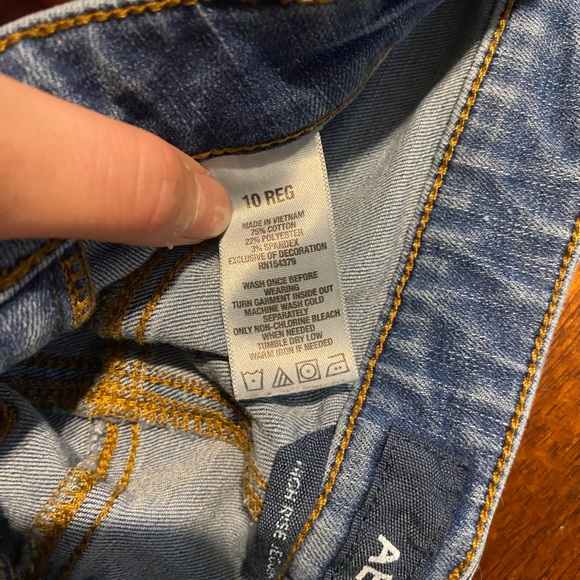 10 REG
MADE IN VIETNAM
75% COTTON
22% POLYESTER
3% SPANDEX
EXCLUSIVE OF DECORATION
RN154379
WASH ONCE BEFORE
WEARING
TURN GARMENT INSIDE OUT
MACHINE WASH COLD
SEPARATELY
ONLY NON-CHLORINE BLEACH
WHEN NEEDED
TUMBLE DRY LOW
WARM IRON IF NEEDED
HIGH RISE